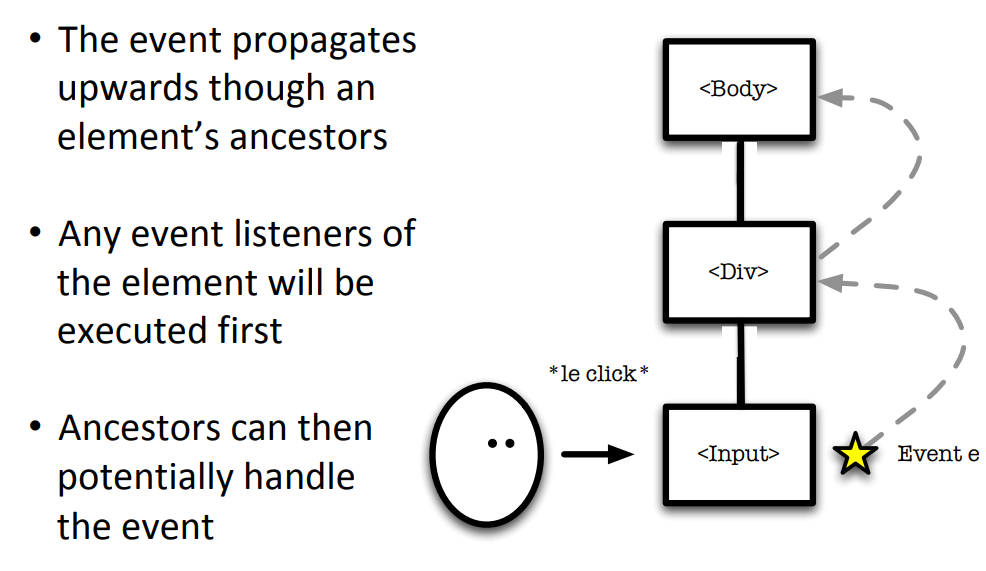 • The event propagates
upwards though an
element’s ancestors
• Any event listeners of
the element will be
executed first
• Ancestors can then
potentially handle
the event
<Body>
<Div>
*le click*
<Input>
Event e